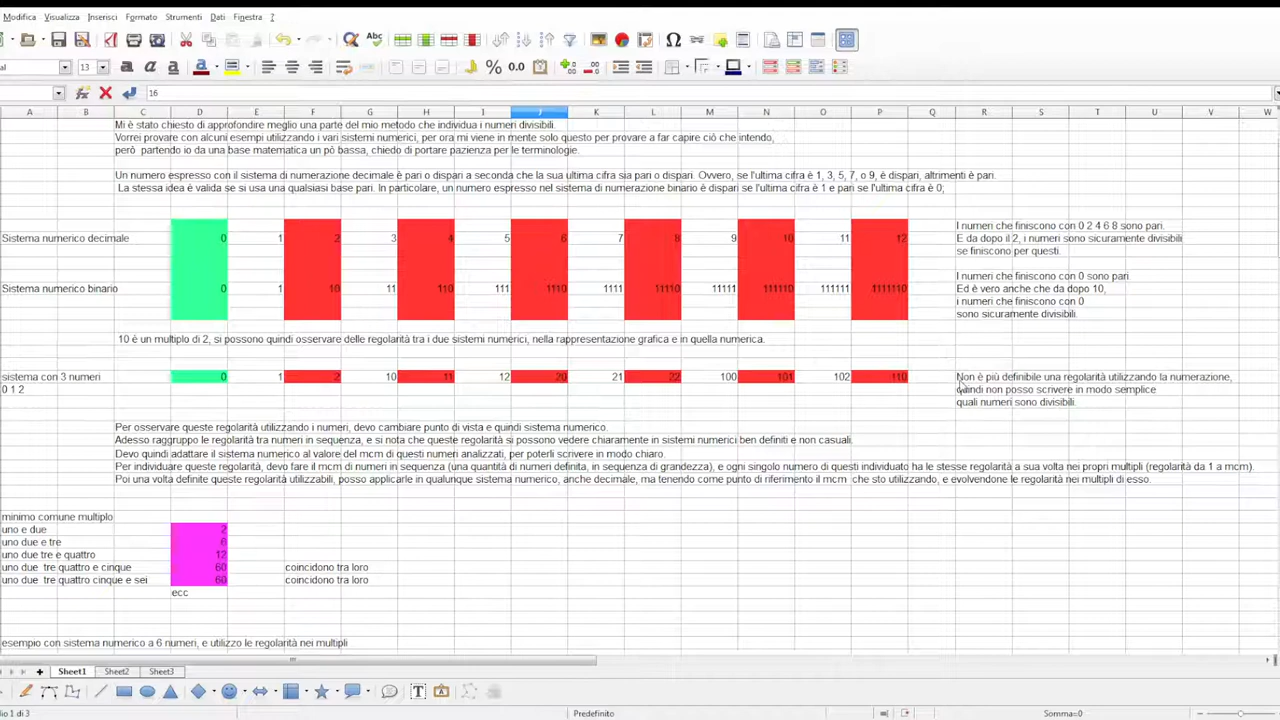 Modifica Visualizza Inserisci Formato Strumenti Dati Finestra ?
Abc
al 13 a a a a % 0.0
16
A B C D E F G H I J K L M N O P Q R S T U V W
Mi è stato chiesto di approfondire meglio una parte del mio metodo che individua i numeri divisibili.
Vorrei provare con alcuni esempi utilizzando i vari sistemi numerici, per ora mi viene in mente solo questo per provare a far capire ciò che intendo,
però partendo io da una base matematica un pò bassa, chiedo di portare pazienza per le terminologie.
Un numero espresso con il sistema di numerazione decimale è pari o dispari a seconda che la sua ultima cifra sia pari o dispari. Ovvero, se l'ultima cifra è 1, 3, 5, 7, o 9, è dispari, altrimenti è pari.
La stessa idea è valida se si usa una qualsiasi base pari. In particolare, un numero espresso nel sistema di numerazione binario è dispari se l'ultima cifra è 1 e pari se l'ultima cifra è 0;
I numeri che finiscono con 0 2 4 6 8 sono pari.
Sistema numerico decimale 0 1 2 3 4 5 6 7 8 9 10 11 12 E da dopo il 2, i numeri sono sicuramente divisibili
se finiscono per questi.
I numeri che finiscono con 0 sono pari.
Sistema numerico binario 0 1 10 11 110 111 1110 1111 11110 11111 111110 111111 1111110 Ed è vero anche che da dopo 10,
i numeri che finiscono con 0
sono sicuramente divisibili.
10 è un multiplo di 2, si possono quindi osservare delle regolarità tra i due sistemi numerici, nella rappresentazione grafica e in quella numerica.
sistema con 3 numeri 0 1 2 10 11 12 20 21 22 100 101 102 110 Non è più definibile una regolarità utilizzando la numerazione,
0 1 2 quindi non posso scrivere in modo semplice
quali numeri sono divisibili.
Per osservare queste regolarità utilizzando i numeri, devo cambiare punto di vista e quindi sistema numerico.
Adesso raggruppo le regolarità tra numeri in sequenza, e si nota che queste regolarità si possono vedere chiaramente in sistemi numerici ben definiti e non casuali.
Devo quindi adattare il sistema numerico al valore del mcm di questi numeri analizzati, per poterli scrivere in modo chiaro.
Per individuare queste regolarità, devo fare il mcm di numeri in sequenza (una quantità di numeri definita, in sequenza di grandezza), e ogni singolo numero di questi individuato ha le stesse regolarità a sua volta nei propri multipli (regolarità da 1 a mcm).
Poi una volta definite queste regolarità utilizzabili, posso applicarle in qualunque sistema numerico, anche decimale, ma tenendo come punto di riferimento il mcm che sto utilizzando, e evolvendone le regolarità nei multipli di esso.
minimo comune multiplo
uno e due 2
uno due e tre 6
uno due tre e quattro 12
uno due tre quattro e cinque 60 coincidono tra loro
uno due tre quattro cinque e sei 60 coincidono tra loro
ecc
esempio con sistema numerico a 6 numeri, e utilizzo le regolarità nei multipli
Sheet1 Sheet2 Sheet3
T A
lio 1 di 3 Predefinito Somma=0